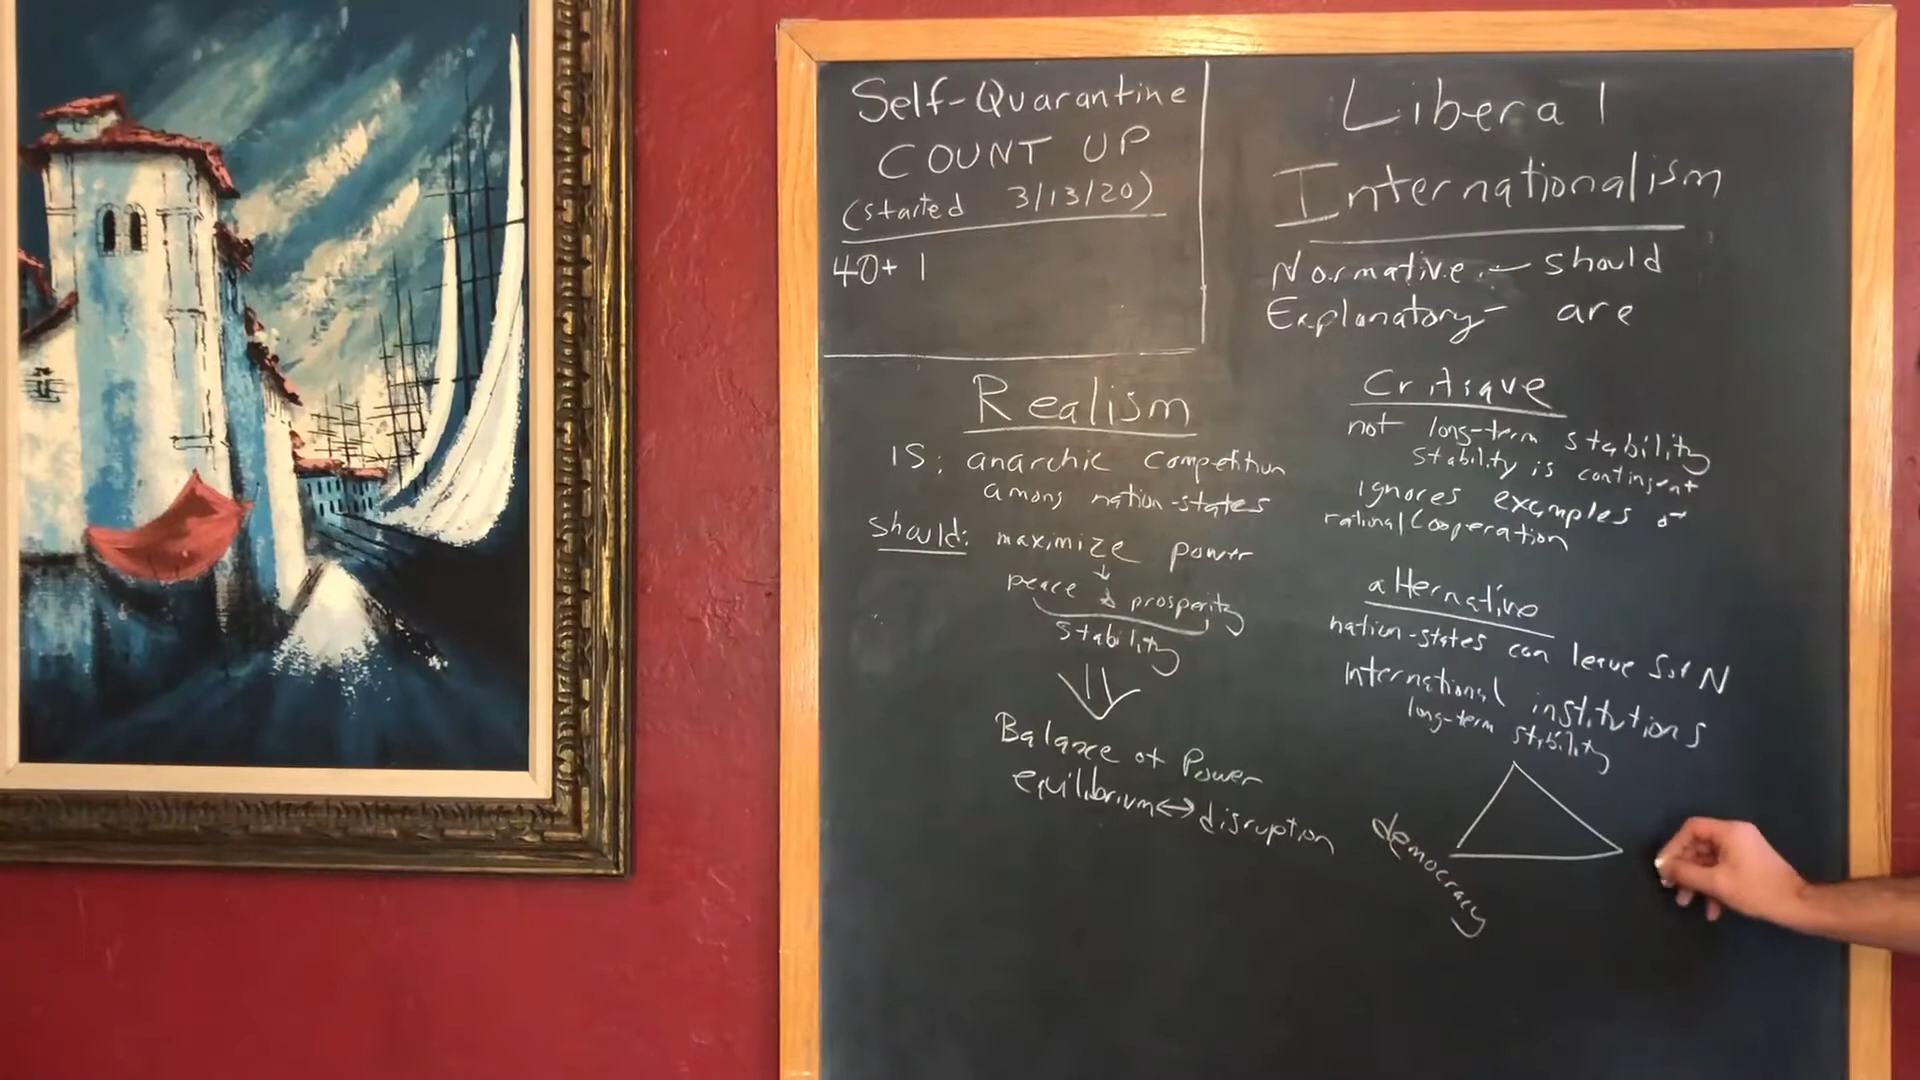 Self-Quarantine
COUNT UP
(started 3/13/20)
40+ 1
Liberal
Internationalism
Normative - should
Explanatory - are
Realism
IS: anarchic competition
among nation-states
Should: maximize power
peace & prosperity
stability
Balance of Power
equilibrium ↔ disruption
Critique
not long-term stability
stability is contingent
ignores examples of
rational cooperation
alternative
nation-states can leave S of N
International institutions
long-term stability
democracy